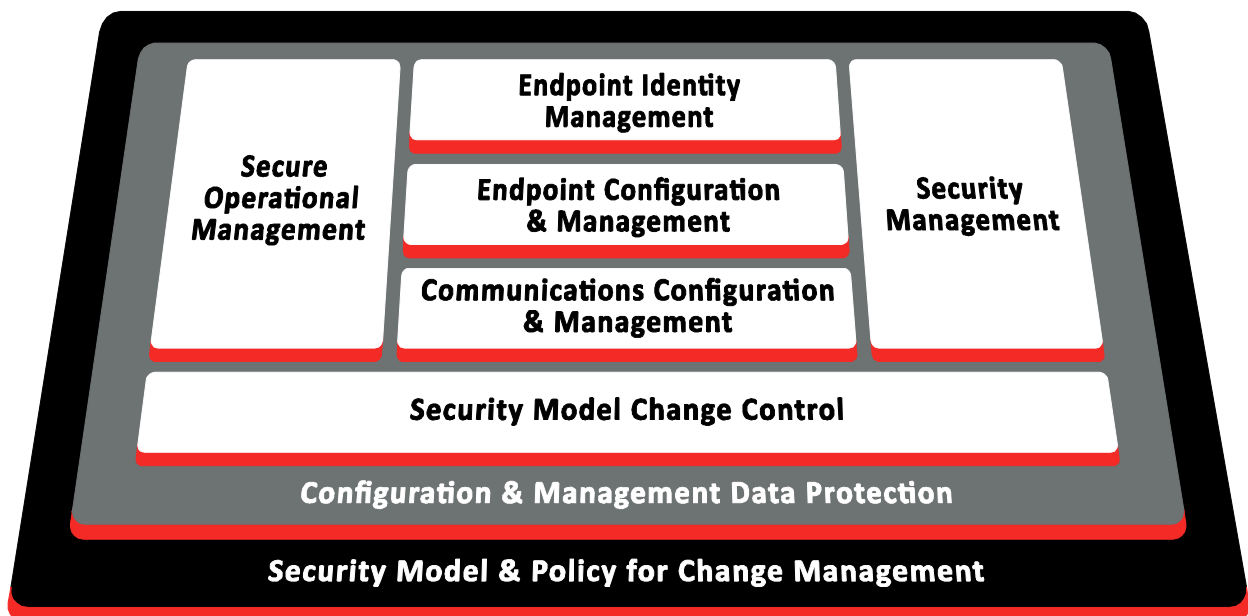 Endpoint Identity
Management
Secure
Operational
Management
Endpoint Configuration
& Management
Security
Management
Communications Configuration
& Management
Security Model Change Control
Configuration & Management Data Protection
Security Model & Policy for Change Management